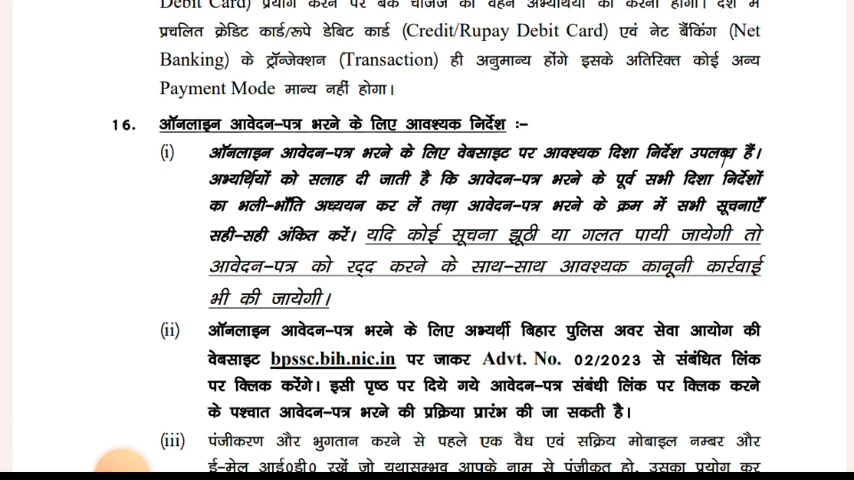 Debit Card) प्रयोग करने पर बैंक चार्जेज का वहन अभ्यर्थियों को करना होगा। देश में
प्रचलित क्रेडिट कार्ड/रूपे डेबिट कार्ड (Credit/Rupay Debit Card) एवं नेट बैंकिंग (Net
Banking) के ट्रॉन्जेक्शन (Transaction) ही अनुमान्य होंगे इसके अतिरिक्त कोई अन्य
Payment Mode मान्य नहीं होगा।
16. ऑनलाइन आवेदन–पत्र भरने के लिए आवश्यक निर्देश :–
(i) ऑनलाइन आवेदन–पत्र भरने के लिए वेबसाइट पर आवश्यक दिशा निर्देश उपलब्ध हैं।
अभ्यर्थियों को सलाह दी जाती है कि आवेदन–पत्र भरने के पूर्व सभी दिशा निर्देशों
का भली–भाँति अध्ययन कर लें तथा आवेदन–पत्र भरने के क्रम में सभी सूचनाएँ
सही–सही अंकित करें। यदि कोई सूचना झूठी या गलत पायी जायेगी तो
आवेदन–पत्र को रद्द करने के साथ–साथ आवश्यक कानूनी कार्रवाई
भी की जायेगी।
(ii) ऑनलाइन आवेदन–पत्र भरने के लिए अभ्यर्थी बिहार पुलिस अवर सेवा आयोग की
वेबसाइट bpssc.bih.nic.in पर जाकर Advt. No. 02/2023 से संबंधित लिंक
पर क्लिक करेंगे। इसी पृष्ठ पर दिये गये आवेदन–पत्र संबंधी लिंक पर क्लिक करने
के पश्चात आवेदन–पत्र भरने की प्रक्रिया प्रारंभ की जा सकती है।
(iii) पंजीकरण और भुगतान करने से पहले एक वैध एवं सक्रिय मोबाइल नम्बर और
ई–मेल आई0डी0 रखें जो यथासम्भव आपके नाम से पंजीकृत हो, उसका प्रयोग कर